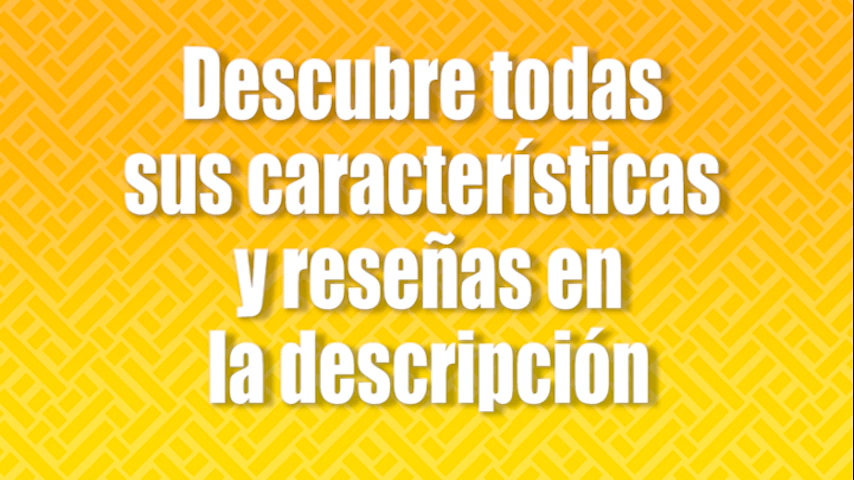 Descubre todas
sus características
y reseñas en
la descripción